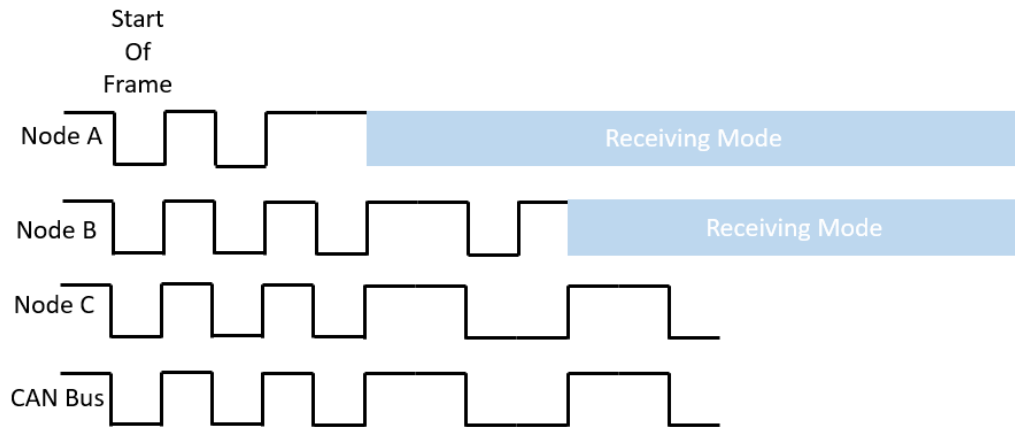 Start
Of
Frame
Node A
Receiving Mode
Node B
Receiving Mode
Node C
CAN Bus